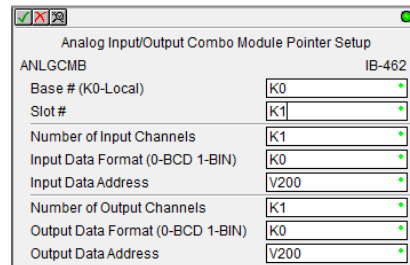 Analog Input/Output Combo Module Pointer Setup
ANLGCMB IB-462
Base # (K0-Local) K0
Slot # K1
Number of Input Channels K1
Input Data Format (0-BCD 1-BIN) K0
Input Data Address V200
Number of Output Channels K1
Output Data Format (0-BCD 1-BIN) K0
Output Data Address V200